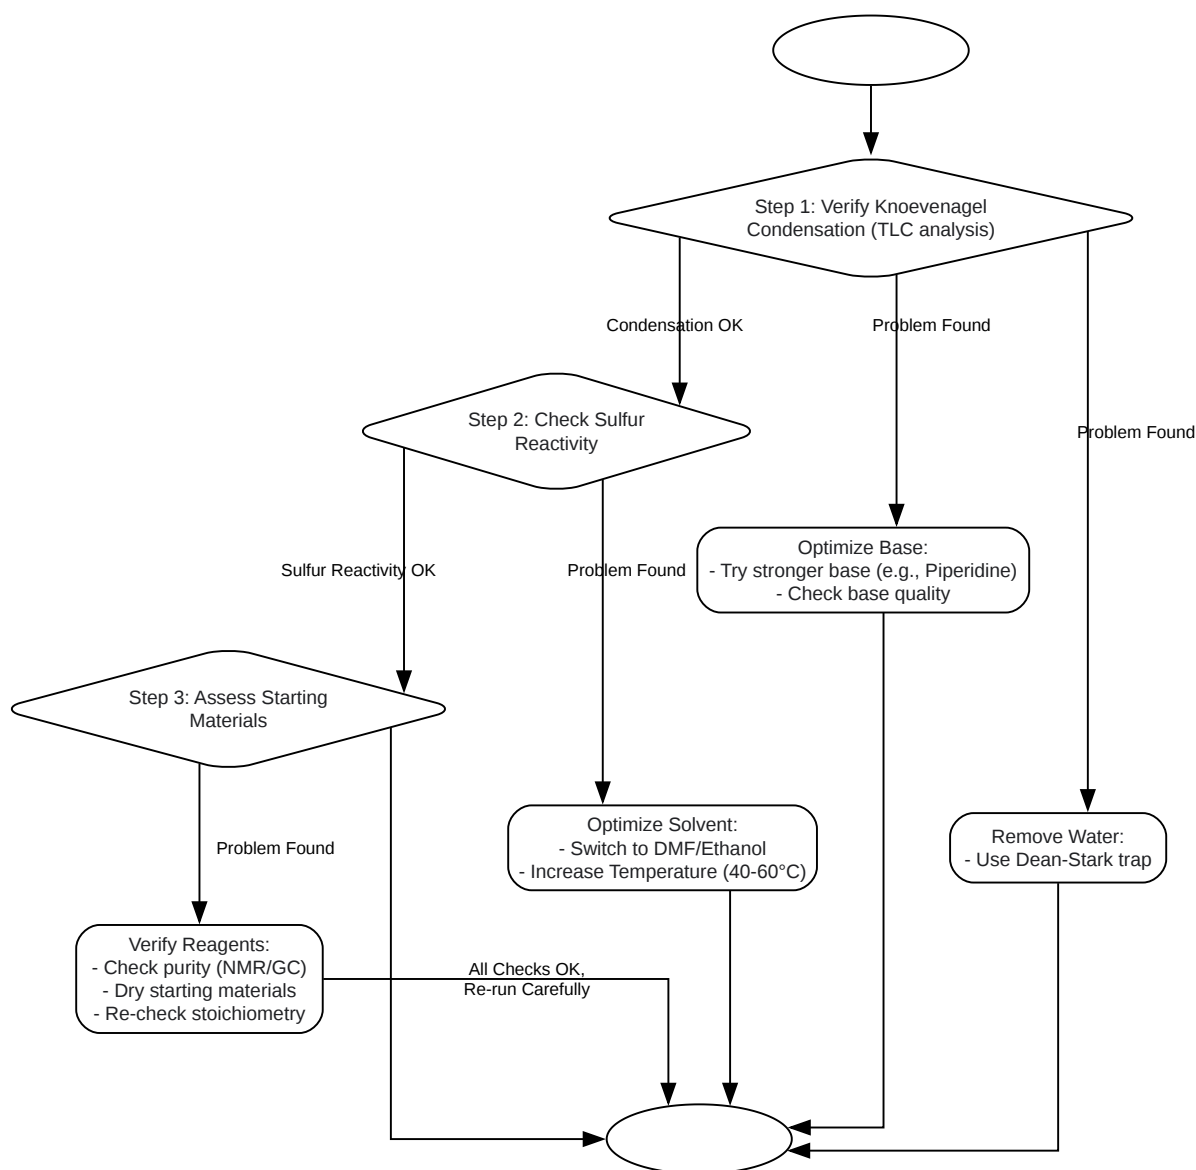 Step 1: Verify Knoevenagel
Condensation (TLC analysis)
Condensation OK
Problem Found
Step 2: Check Sulfur
Reactivity
Problem Found
Optimize Base:
- Try stronger base (e.g., Piperidine)
- Check base quality
Sulfur Reactivity OK
Problem Found
Step 3: Assess Starting
Materials
Optimize Solvent:
- Switch to DMF/Ethanol
- Increase Temperature (40-60°C)
Remove Water:
- Use Dean-Stark trap
Problem Found
Verify Reagents:
- Check purity (NMR/GC)
- Dry starting materials
- Re-check stoichiometry
All Checks OK,
Re-run Carefully